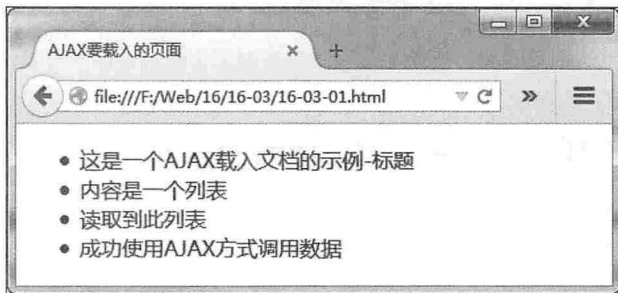 AJAX要载入的页面
file:///F:/Web/16/16-03/16-03-01.html
这是一个AJAX载入文档的示例-标题
内容是一个列表
读取到此列表
成功使用AJAX方式调用数据